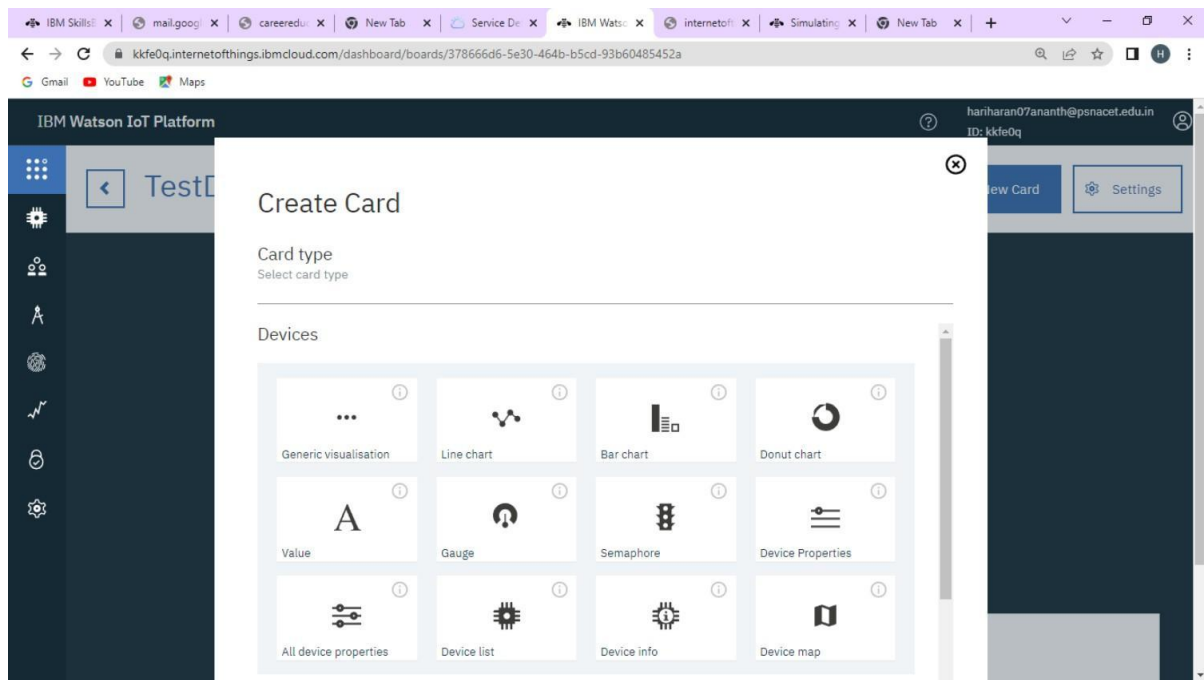 IBM Skills
mail.googl
careeredu
New Tab
Service De
IBM Watso
internetoft
Simulating
New Tab
kkfe0q.internetofthings.ibmcloud.com/dashboard/boards/378666d6-5e30-464b-b5cd-93b60485452a
H
Gmail YouTube Maps
IBM Watson IoT Platform
hariharan07ananth@psnacet.edu.in
ID: kkfe0q
TestD
ew Card
Settings
Create Card
Card type
Select card type
Devices
Generic visualisation Line chart Bar chart Donut chart
Value Gauge Semaphore Device Properties
All device properties Device list Device info Device map